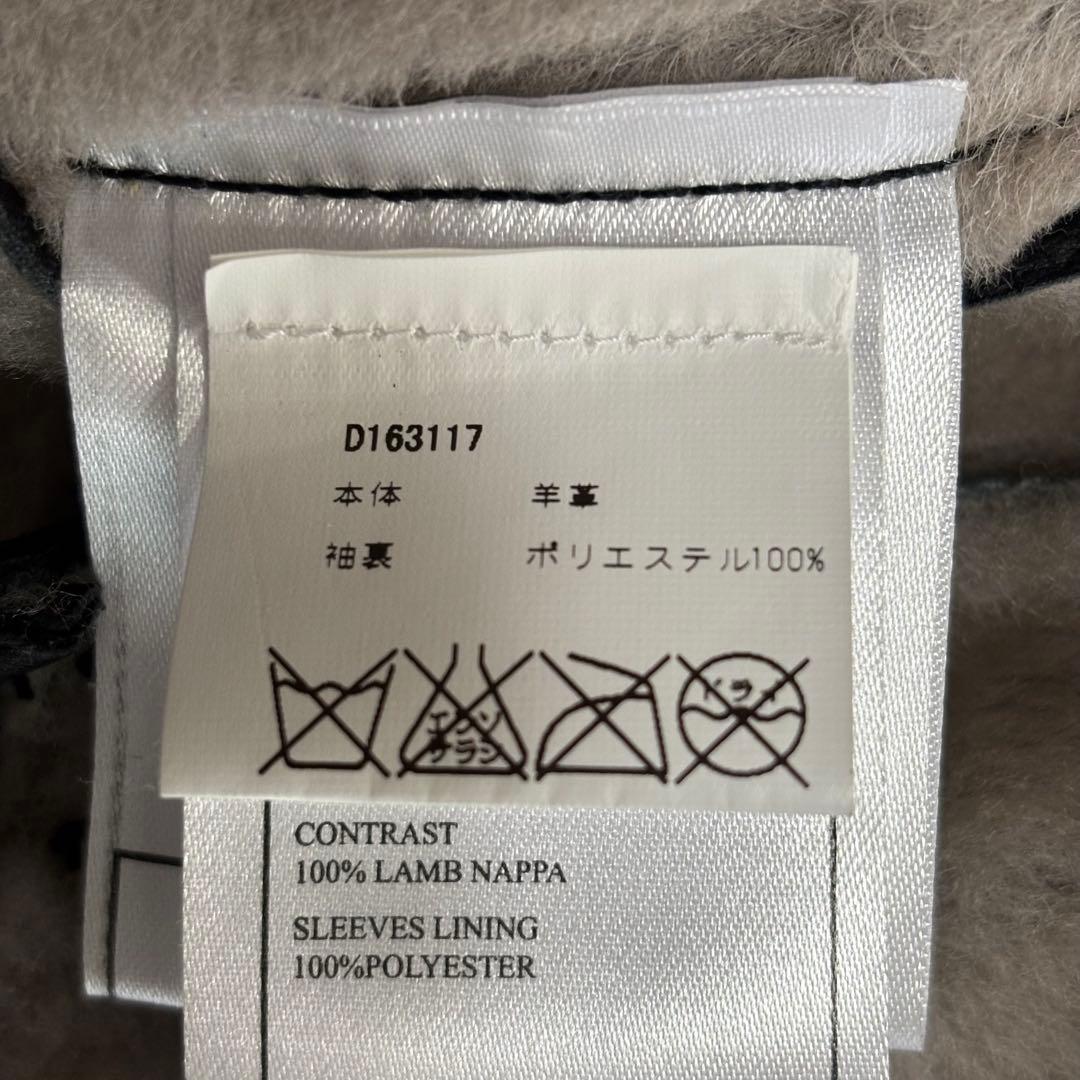 D163117
本体 羊革
袖裏 ポリエステル100%
エンソ
サラシ
ドライ
CONTRAST
100% LAMB NAPPA
SLEEVES LINING
100%POLYESTER